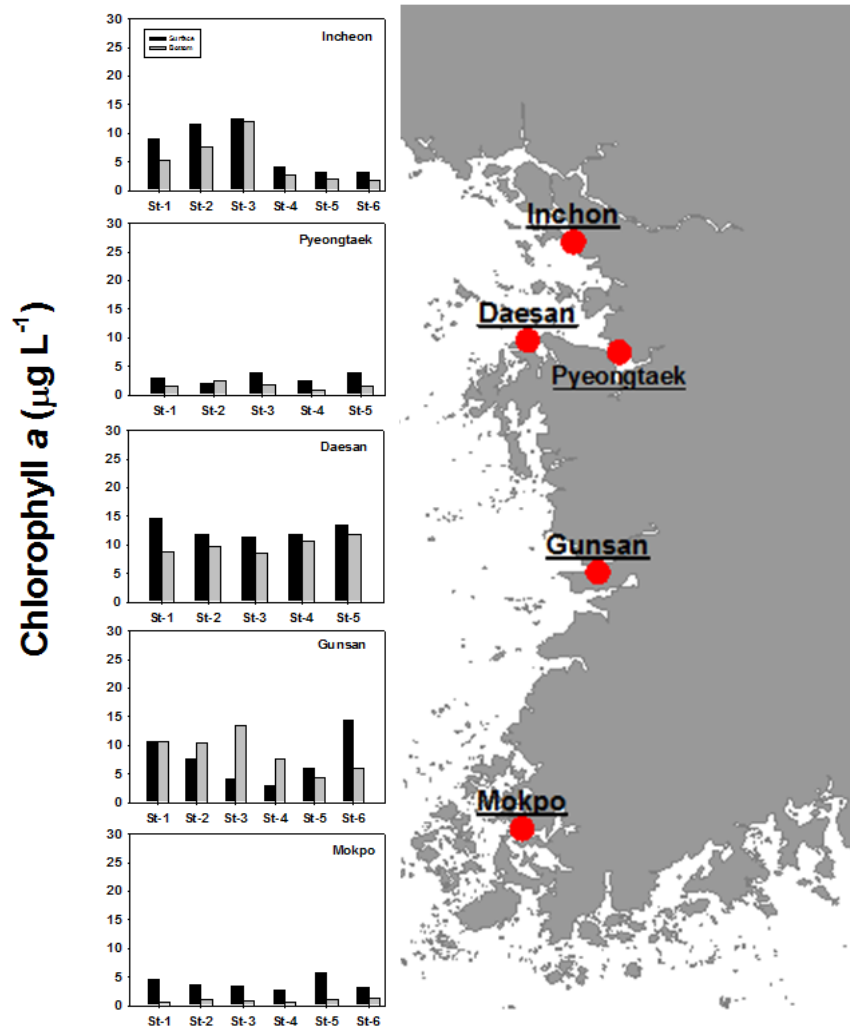 Chlorophyll a (µg L-1)
30
25
20
15
10
5
0
Surface
Bottom
Incheon
St-1 St-2 St-3 St-4 St-5 St-6
30
25
20
15
10
5
0
Pyeongtaek
St-1 St-2 St-3 St-4 St-5
30
25
20
15
10
5
0
Daesan
St-1 St-2 St-3 St-4 St-5
30
25
20
15
10
5
0
Gunsan
St-1 St-2 St-3 St-4 St-5 St-6
30
25
20
15
10
5
0
Mokpo
St-1 St-2 St-3 St-4 St-5 St-6
Inchon
Daesan
Pyeongtaek
Gunsan
Mokpo